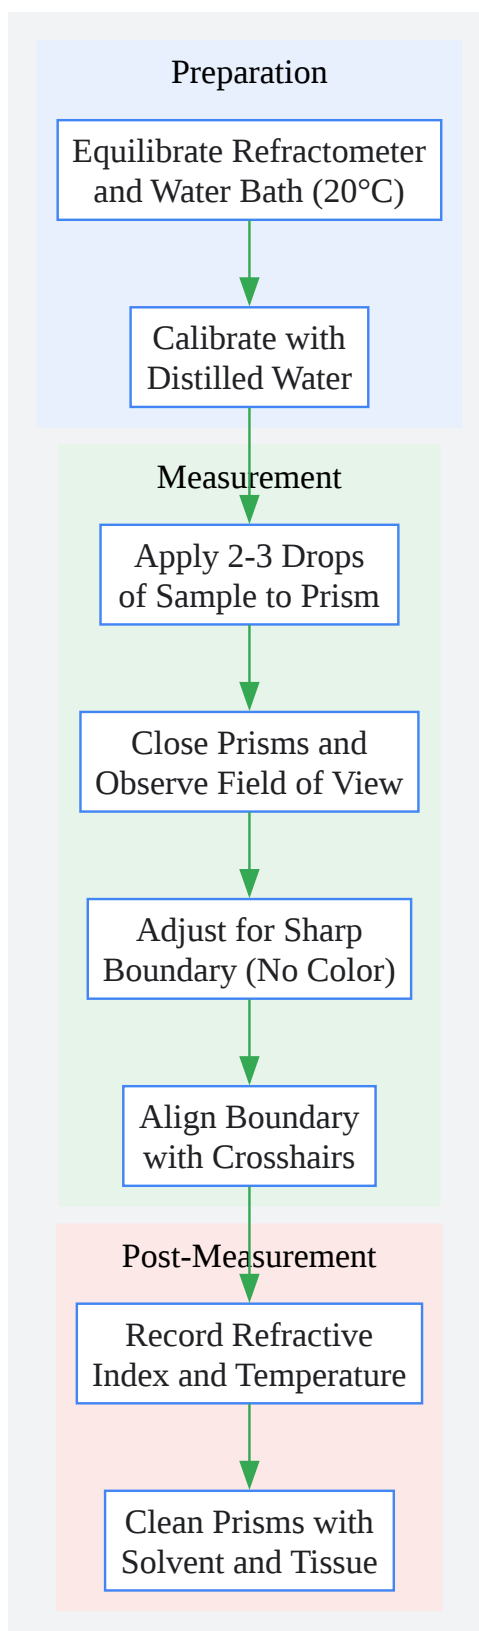 Preparation
Equilibrate Refractometer
and Water Bath (20°C)
Calibrate with
Distilled Water
Measurement
Apply 2-3 Drops
of Sample to Prism
Close Prisms and
Observe Field of View
Adjust for Sharp
Boundary (No Color)
Align Boundary
with Crosshairs
Post-Measurement
Record Refractive
Index and Temperature
Clean Prisms with
Solvent and Tissue